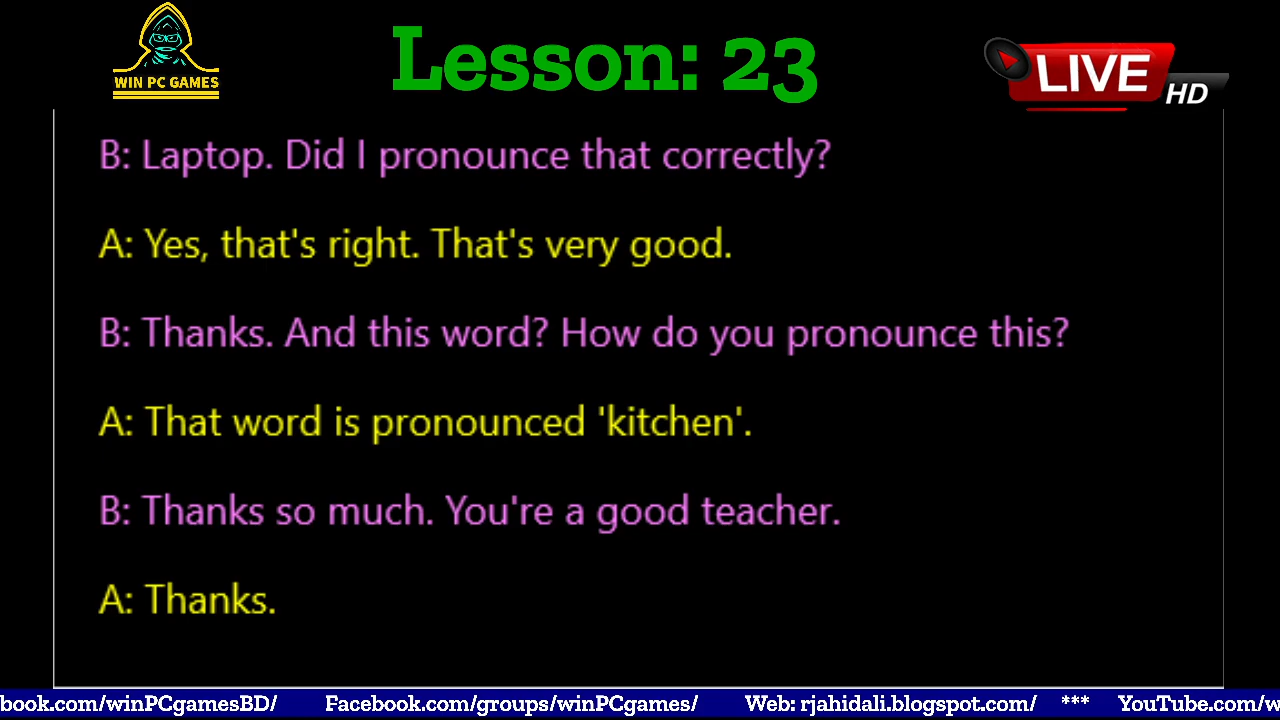 WIN PC GAMES
Lesson: 23
LIVE
HD
B: Laptop. Did I pronounce that correctly?
A: Yes, that's right. That's very good.
B: Thanks. And this word? How do you pronounce this?
A: That word is pronounced 'kitchen'.
B: Thanks so much. You're a good teacher.
A: Thanks.
book.com/winPCgamesBD/ Facebook.com/groups/winPCgames/ Web: rjahidali.blogspot.com/ *** YouTube.com/w